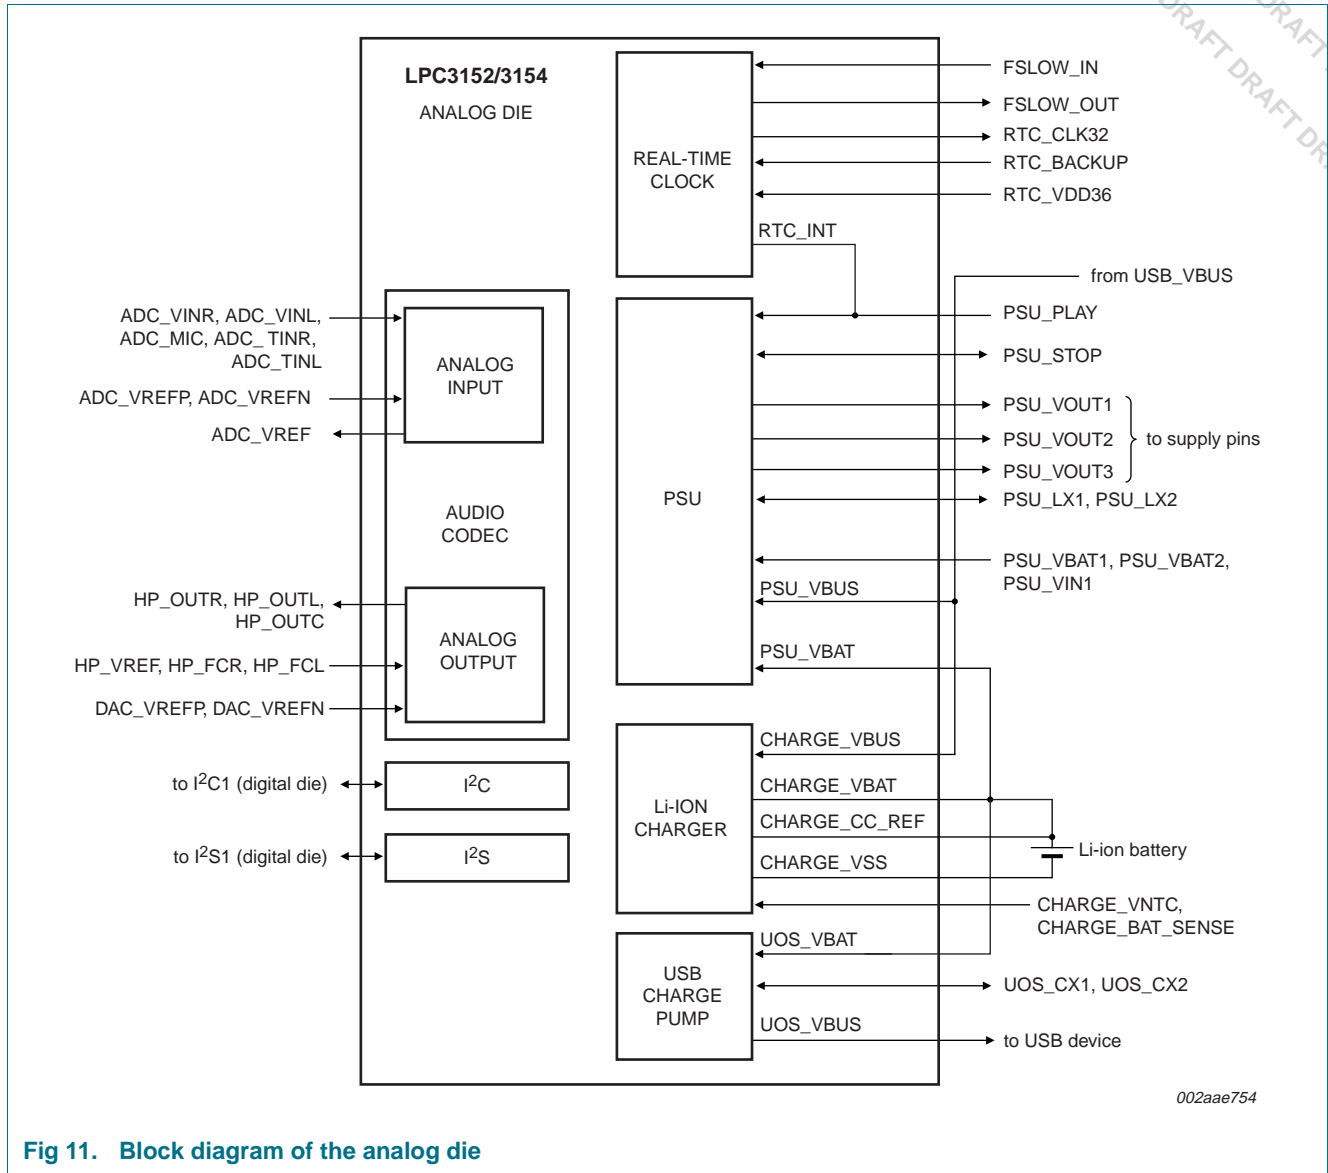 DRAFT
DRAFT DRAFT
DRAFT DRA
LPC3152/3154
ANALOG DIE
REAL-TIME
CLOCK
FSLOW_IN
FSLOW_OUT
RTC_CLK32
RTC_BACKUP
RTC_VDD36
RTC_INT
from USB_VBUS
ADC_VINR, ADC_VINL,
ADC_MIC, ADC_ TINR,
ADC_TINL
ADC_VREFP, ADC_VREFN
ADC_VREF
ANALOG
INPUT
AUDIO
CODEC
HP_OUTR, HP_OUTL,
HP_OUTC
HP_VREF, HP_FCR, HP_FCL
DAC_VREFP, DAC_VREFN
ANALOG
OUTPUT
PSU
PSU_PLAY
PSU_STOP
PSU_VOUT1
PSU_VOUT2
PSU_VOUT3
to supply pins
PSU_LX1, PSU_LX2
PSU_VBAT1, PSU_VBAT2,
PSU_VIN1
PSU_VBUS
PSU_VBAT
to I2C1 (digital die)
I2C
to I2S1 (digital die)
I2S
Li-ION
CHARGER
CHARGE_VBUS
CHARGE_VBAT
CHARGE_CC_REF
CHARGE_VSS
Li-ion battery
CHARGE_VNTC,
CHARGE_BAT_SENSE
USB
CHARGE
PUMP
UOS_VBAT
UOS_CX1, UOS_CX2
UOS_VBUS
to USB device
002aae754
Fig 11. Block diagram of the analog die